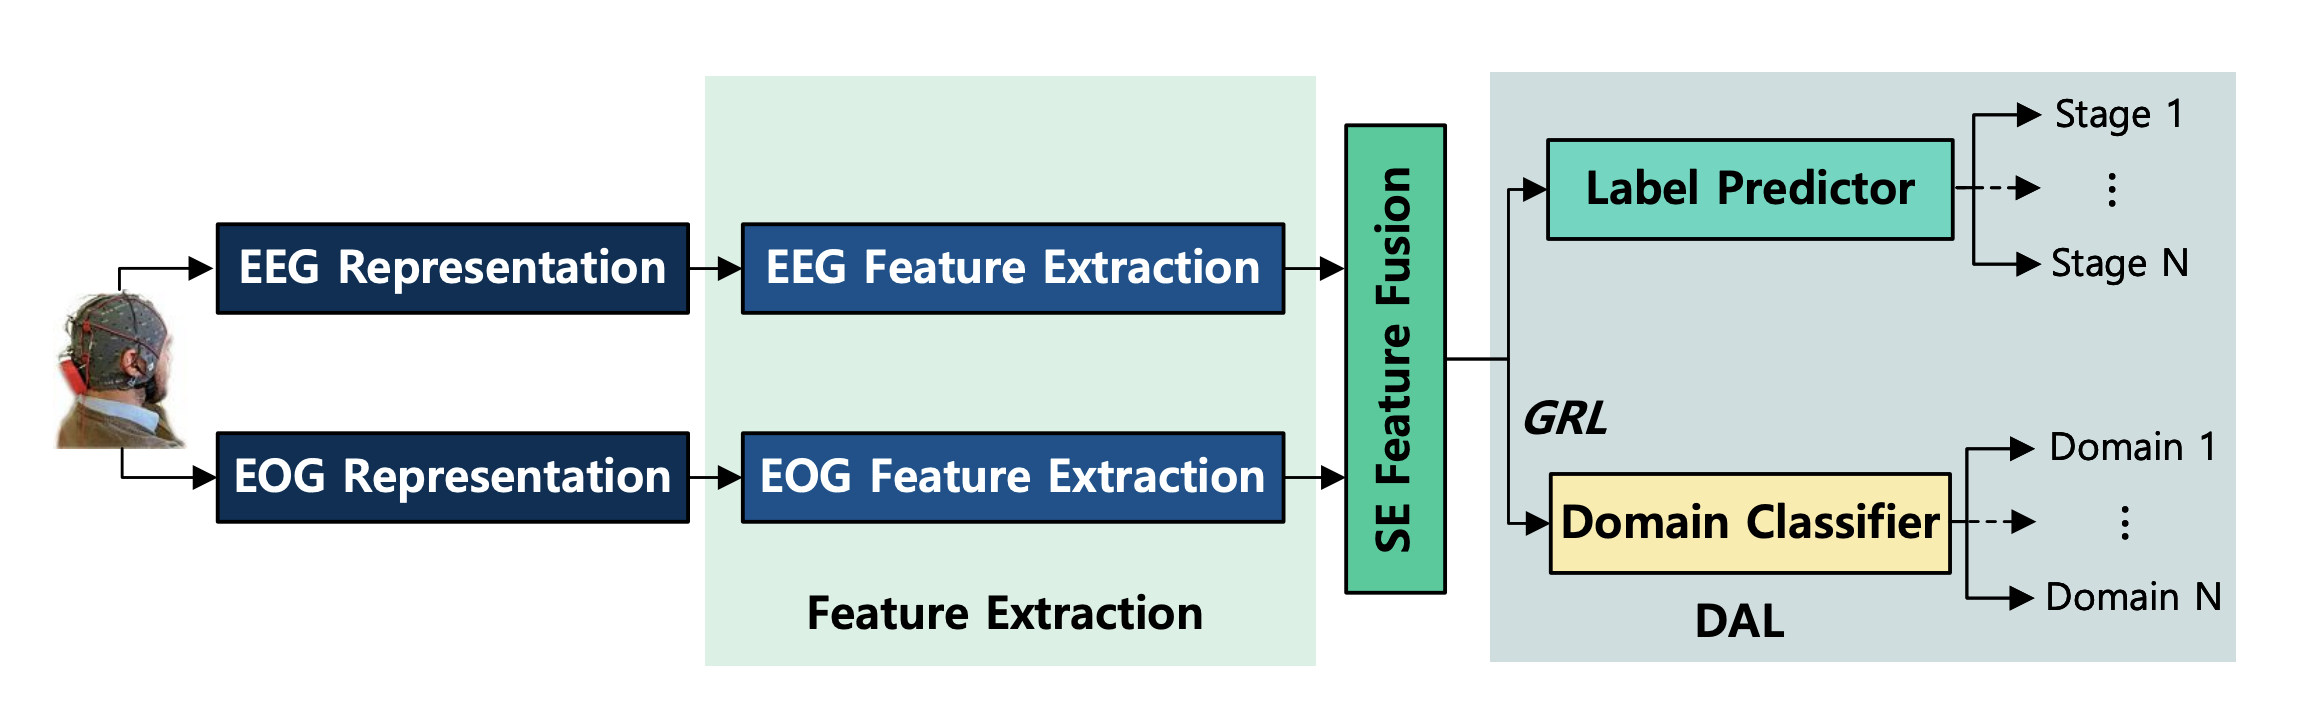 EEG Representation
EOG Representation
EEG Feature Extraction
EOG Feature Extraction
Feature Extraction
SE Feature Fusion
GRL
Label Predictor
Stage 1
⋮
Stage N
Domain Classifier
Domain 1
⋮
Domain N
DAL